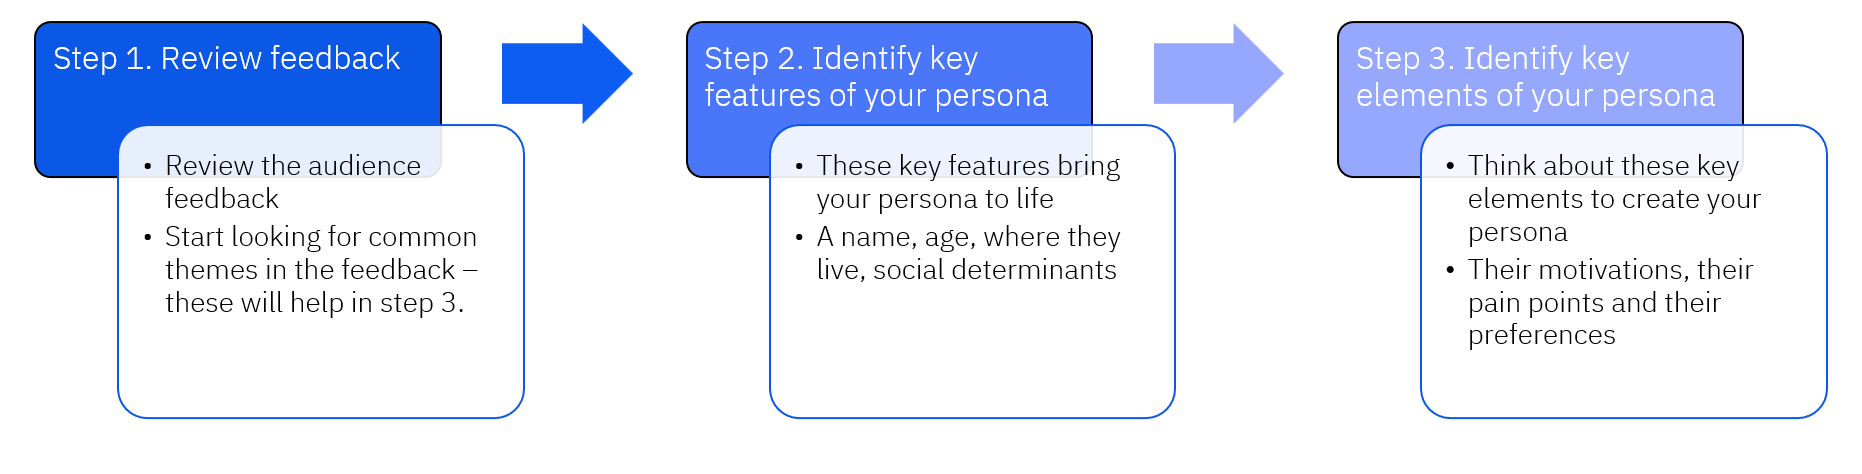 Step 1. Review feedback
• Review the audience
feedback
• Start looking for common
themes in the feedback –
these will help in step 3.
Step 2. Identify key
features of your persona
• These key features bring
your persona to life
• A name, age, where they
live, social determinants
Step 3. Identify key
elements of your persona
• Think about these key
elements to create your
persona
• Their motivations, their
pain points and their
preferences